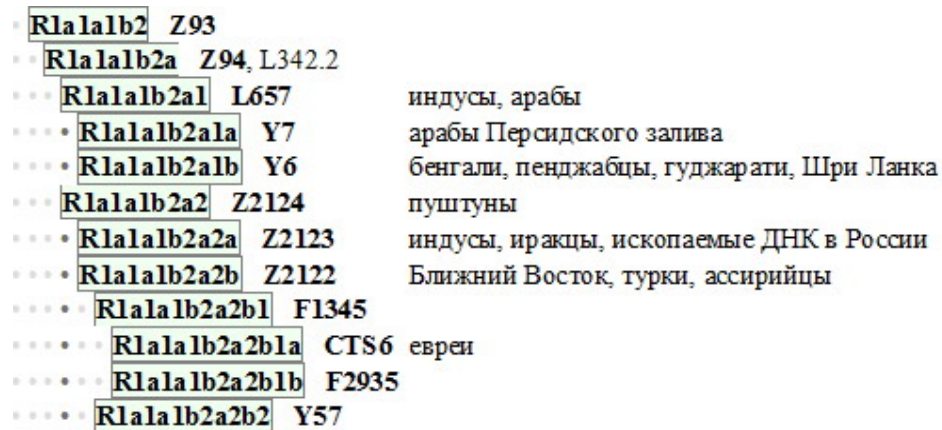 R1a1a1b2 Z93
R1a1a1b2a Z94, L342.2
R1a1a1b2a1 L657 индусы, арабы
R1a1a1b2a1a Y7 арабы Персидского залива
R1a1a1b2a1b Y6 бенгали, пенджабцы, гуджарати, Шри Ланка
R1a1a1b2a2 Z2124 пуштуны
R1a1a1b2a2a Z2123 индусы, иракцы, ископаемые ДНК в России
R1a1a1b2a2b Z2122 Ближний Восток, турки, ассирийцы
R1a1a1b2a2b1 F1345
R1a1a1b2a2b1a CTS6 евреи
R1a1a1b2a2b1b F2935
R1a1a1b2a2b2 Y57